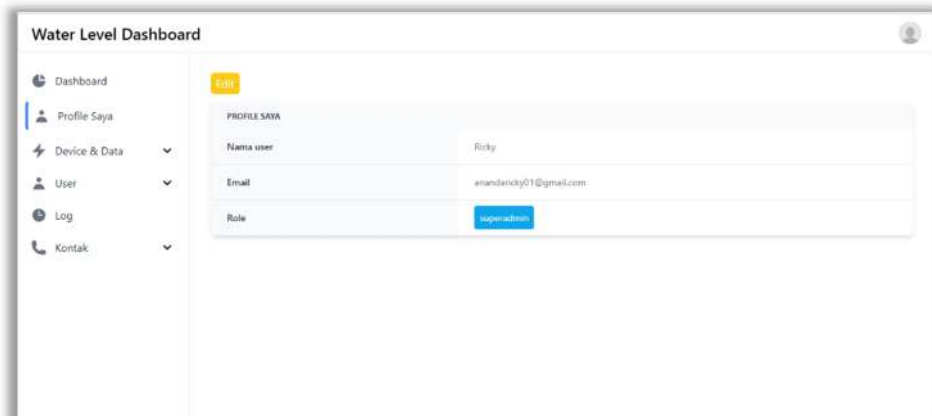 Water Level Dashboard
Dashboard
Profile Saya
Device & Data
User
Log
Kontak
Edit
PROFILE SAYA
Nama user Ricky
Email anandaricky01@gmail.com
Role superadmin